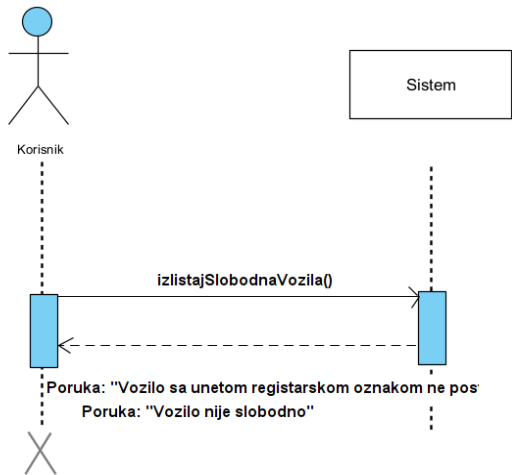 Sistem
Korisnik
izlistajSlobodnaVozila()
Poruka: "Vozilo sa unetom registarskom oznakom ne pos
Poruka: "Vozilo nije slobodno"